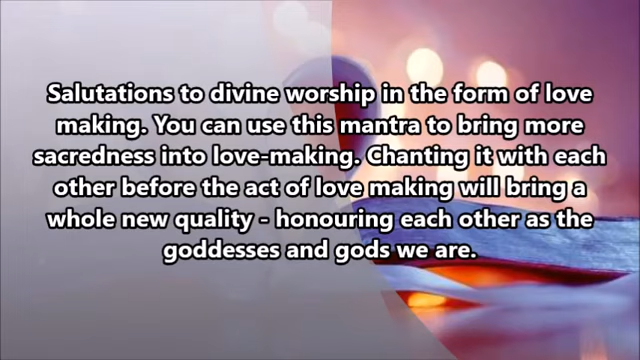 Salutations to divine worship in the form of love
making. You can use this mantra to bring more
sacredness into love-making. Chanting it with each
other before the act of love making will bring a
whole new quality - honouring each other as the
goddesses and gods we are.